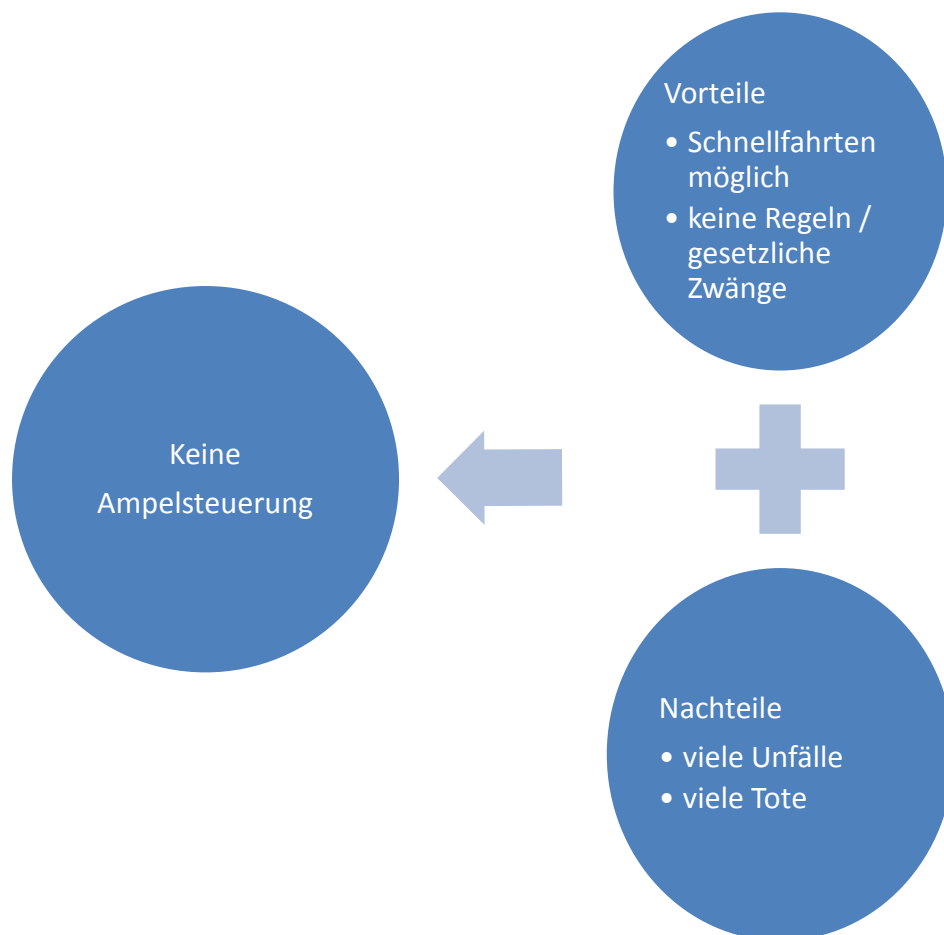 Vorteile
• Schnellfahrten
möglich
• keine Regeln /
gesetzliche
Zwänge
Keine
Ampelsteuerung
Nachteile
• viele Unfälle
• viele Tote